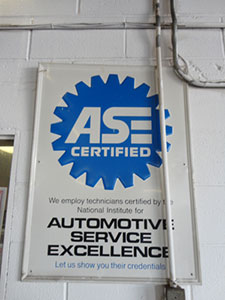 ASE
CERTIFIED
We employ technicians certified by the
National Institute for
AUTOMOTIVE
SERVICE
EXCELLENCE
Let us show you their credentials